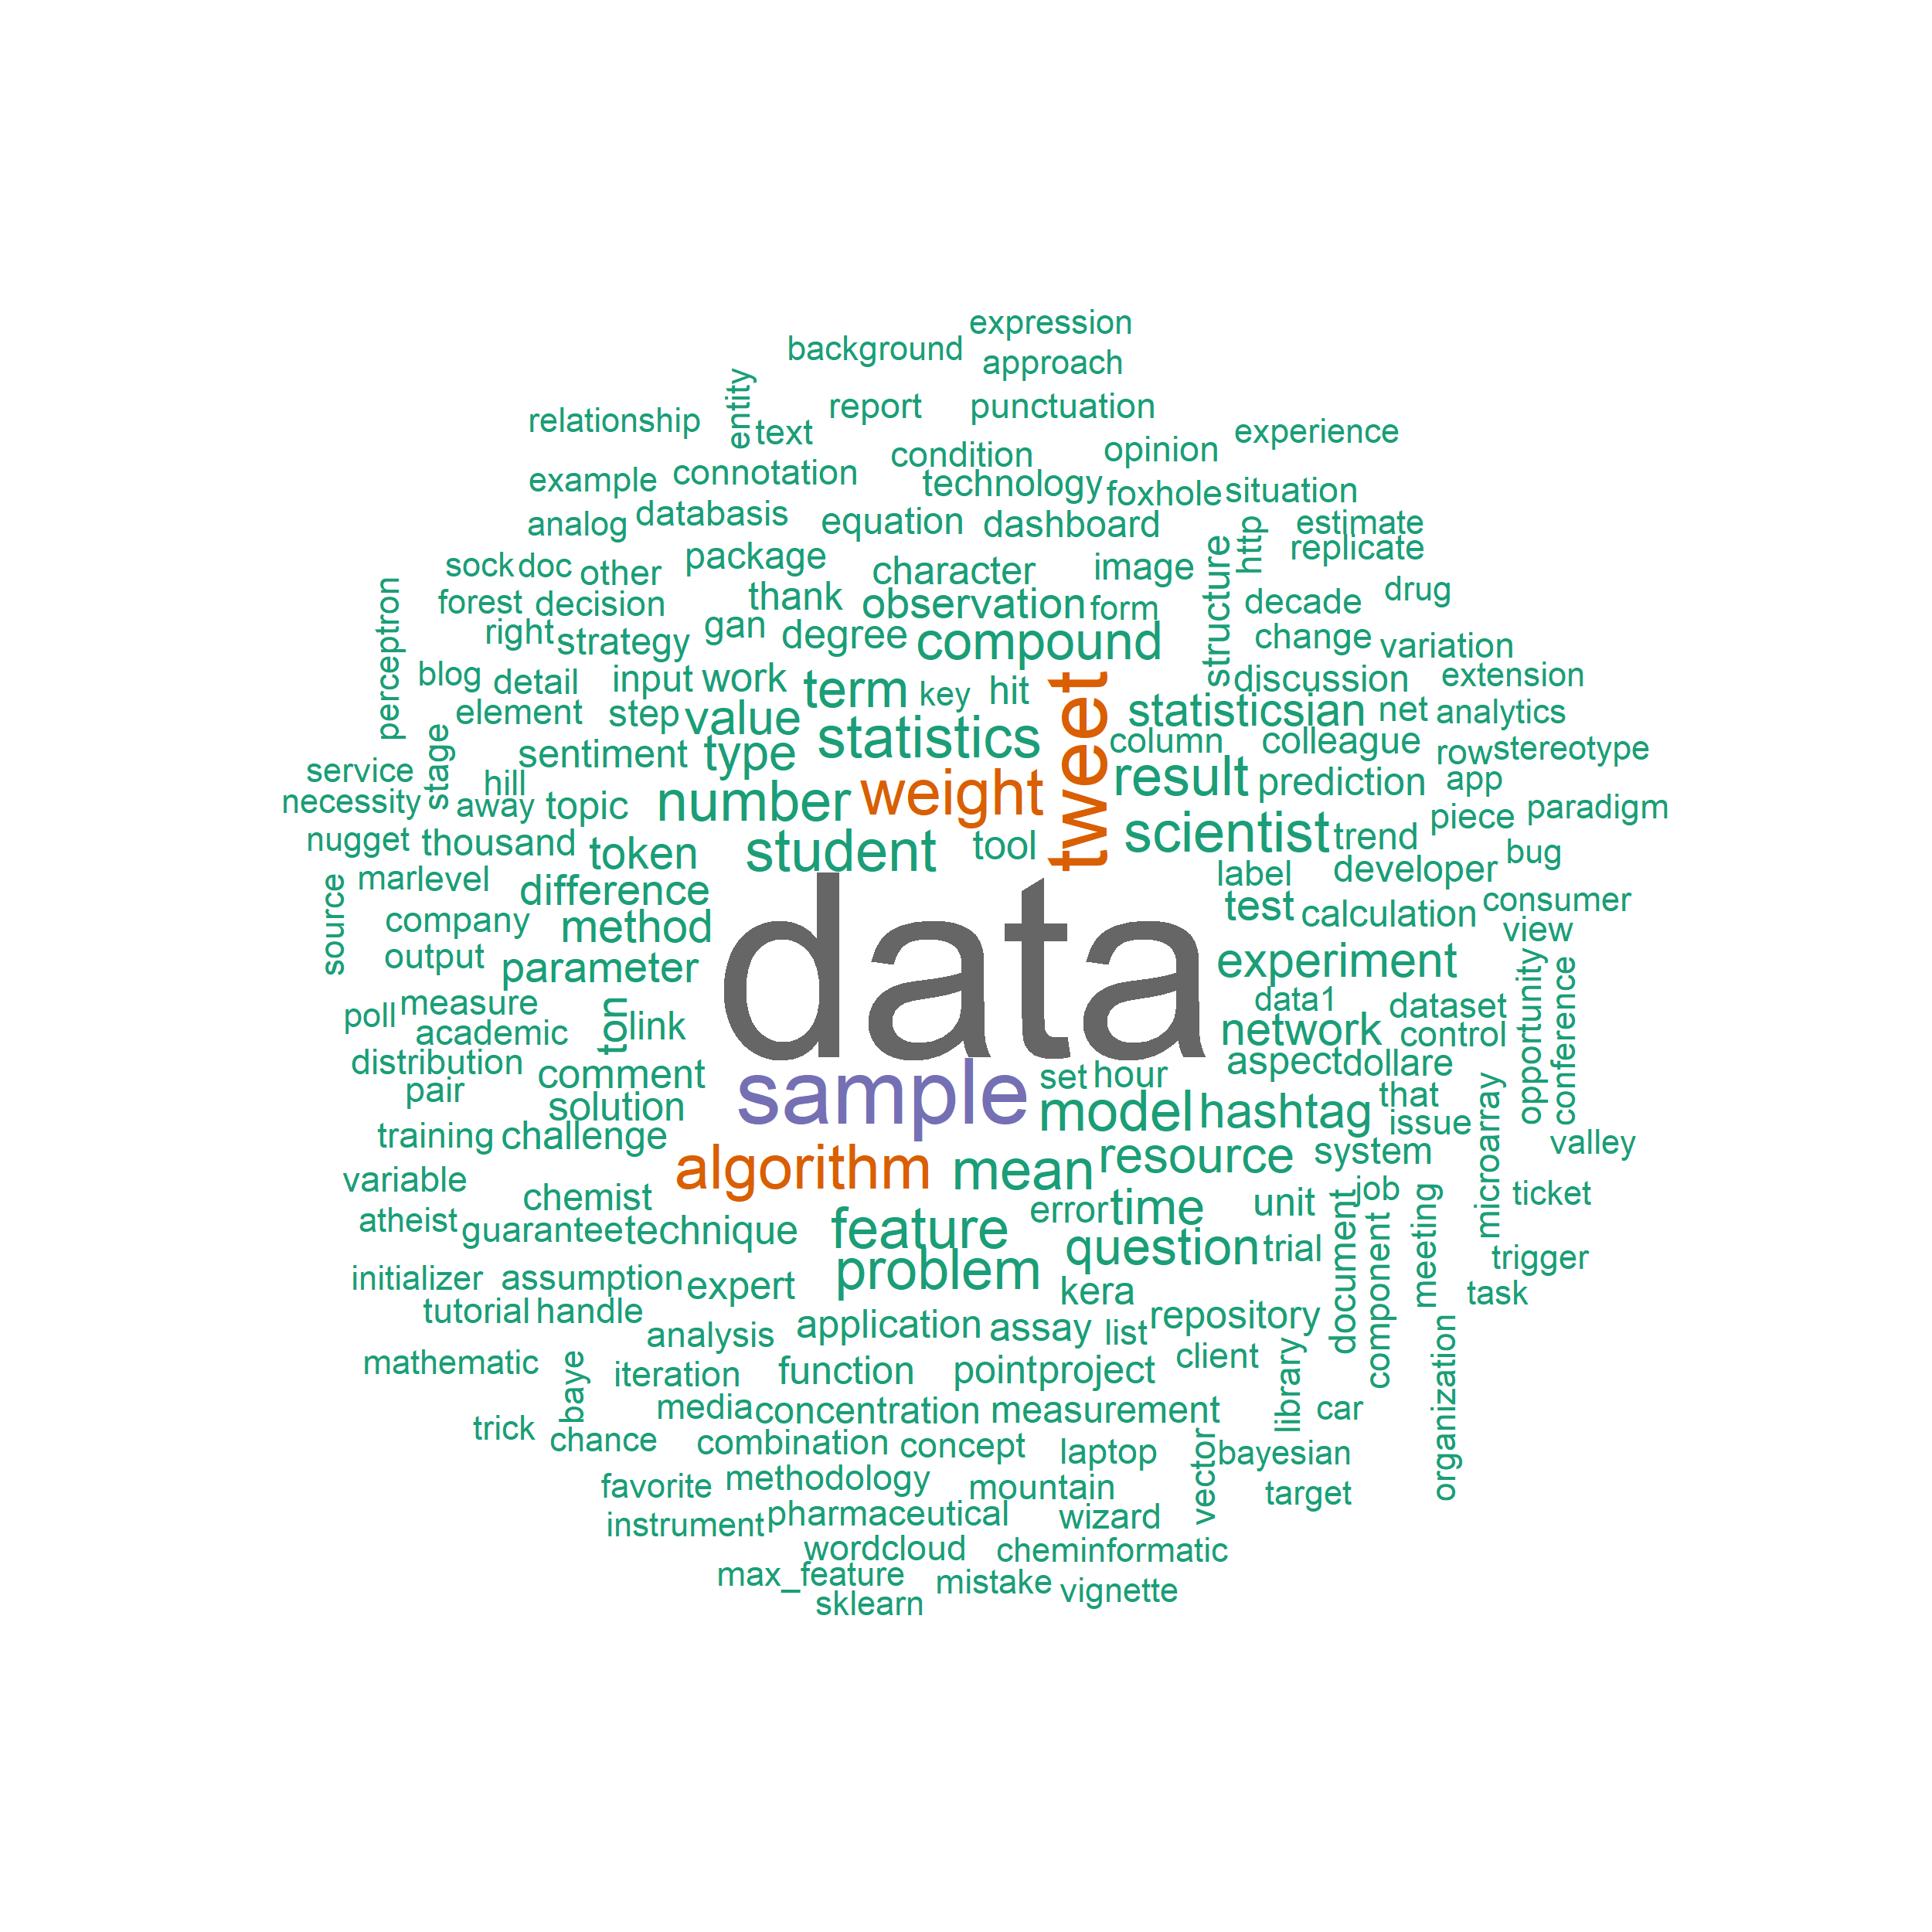 expression
background
approach
entity
report
punctuation
relationship
text
experience
condition
opinion
connotation
example
technology
foxhole
situation
databasis
analog
equation
dashboard
estimate
http
replicate
structure
package
character
image
sock
doc
other
drug
perceptron
forest
decision
thank
observation
form
decade
right
strategy
gan
degree
compound
change
variation
blog
detail
input
work
term
key
hit
tweet
discussion
extension
element
step
value
statistics
statisticsian
net
analytics
stage
sentiment
type
column
colleague
row
stereotype
service
hill
weight
result
prediction
app
necessity
away
topic
number
piece
paradigm
nugget
thousand
token
student
tool
scientist
trend
developer
bug
source
mar
level
difference
data
label
company
method
test
calculation
consumer
view
output
parameter
experiment
opportunity
conference
measure
data1
dataset
poll
academic
ton
link
network
control
distribution
comment
sample
set
hour
aspect
dollare
pair
solution
model
hashtag
that
issue
microarray
training
challenge
algorithm
mean
resource
system
valley
variable
chemist
error
time
unit
document
job
component
meeting
ticket
atheist
guarantee
technique
feature
question
trial
trigger
initializer
assumption
expert
problem
kera
task
tutorial
handle
analysis
application
assay
list
repository
organization
mathematic
baye
iteration
function
point
project
client
library
trick
chance
media
concentration
measurement
car
combination
concept
laptop
vector
bayesian
favorite
methodology
mountain
target
instrument
pharmaceutical
wizard
wordcloud
cheminformatic
max_feature
mistake
vignette
sklearn